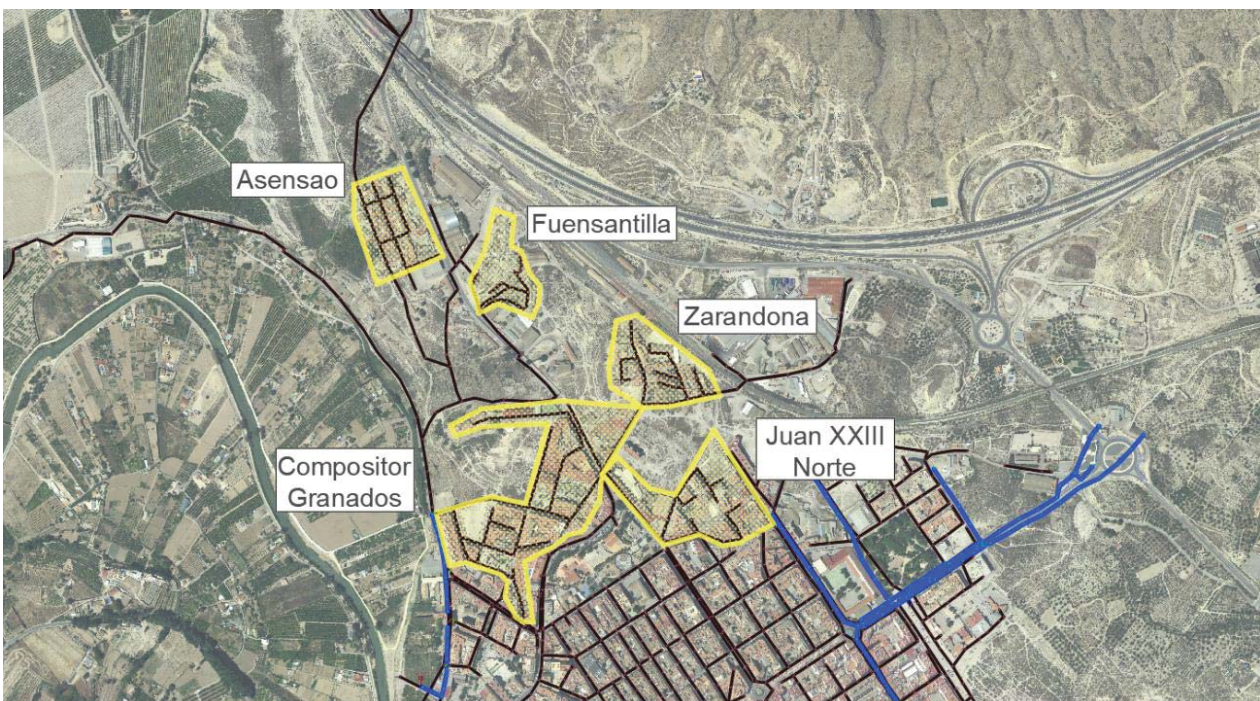 Asensao
Fuensantilla
Zarandona
Juan XXIII
Norte
Compositor
Granados